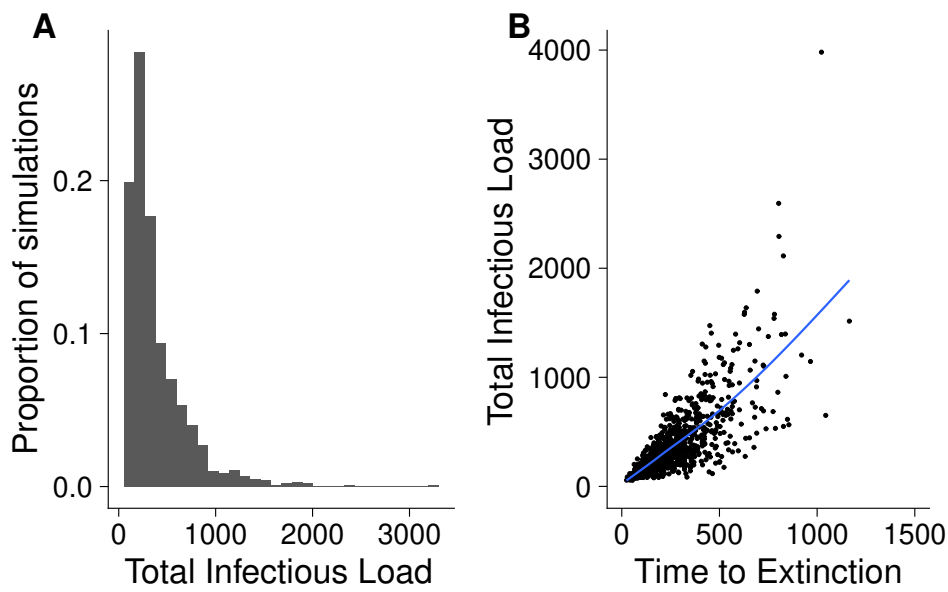 A
Proportion of simulations
0.2
0.1
0.0
0 1000 2000 3000
Total Infectious Load
B
Total Infectious Load
4000
3000
2000
1000
0
0 500 1000 1500
Time to Extinction